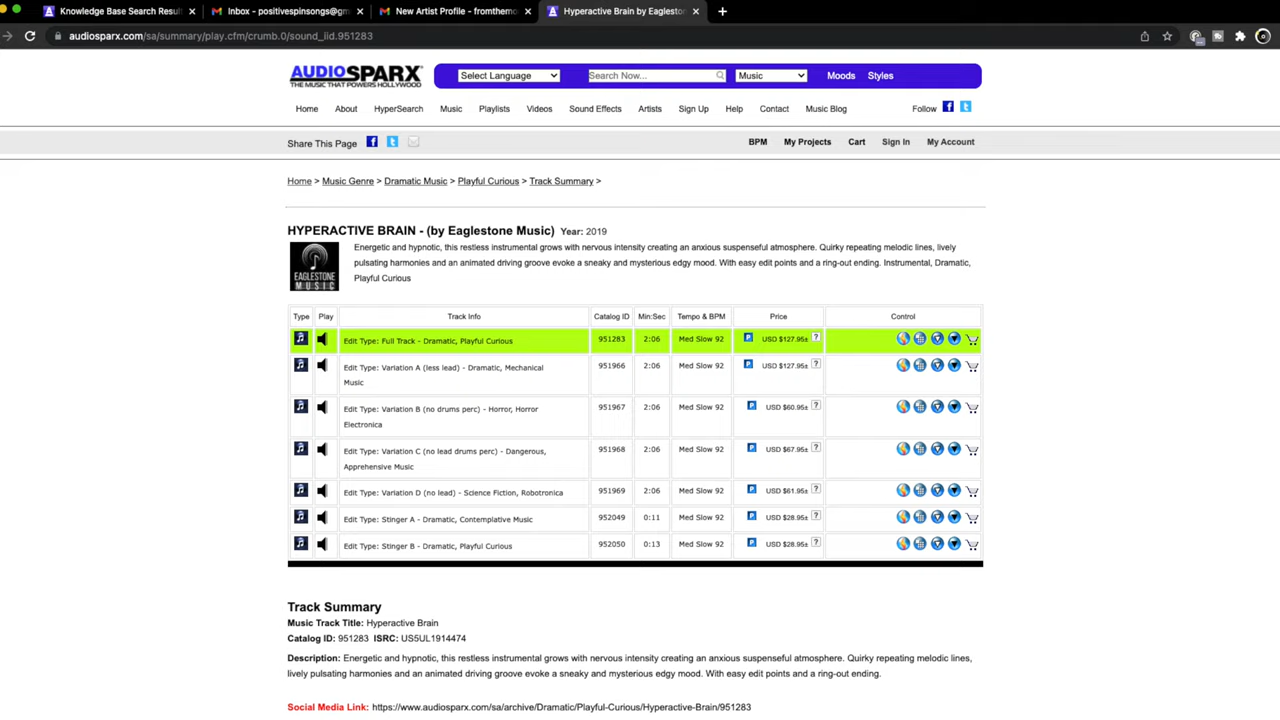 Knowledge Base Search Result × Inbox - positivespinsongs@gm × New Artist Profile - fromthemo × Hyperactive Brain by Eagleston × +
audiosparx.com/sa/summary/play.cfm/crumb.0/sound_iid.951283
AUDIOSPARX Select Language Search Now... Music Moods Styles
THE MUSIC THAT POWERS HOLLYWOOD
Home About HyperSearch Music Playlists Videos Sound Effects Artists Sign Up Help Contact Music Blog Follow
Share This Page BPM My Projects Cart Sign In My Account
Home > Music Genre > Dramatic Music > Playful Curious > Track Summary >
HYPERACTIVE BRAIN - (by Eaglestone Music) Year: 2019
EAGLESTONE
MUSIC
Energetic and hypnotic, this restless instrumental grows with nervous intensity creating an anxious suspenseful atmosphere. Quirky repeating melodic lines, lively
pulsating harmonies and an animated driving groove evoke a sneaky and mysterious edgy mood. With easy edit points and a ring-out ending. Instrumental, Dramatic,
Playful Curious
Type Play Track Info Catalog ID Min:Sec Tempo & BPM Price Control
Edit Type: Full Track - Dramatic, Playful Curious 951283 2:06 Med Slow 92 P USD $127.95± ?
Edit Type: Variation A (less lead) - Dramatic, Mechanical 951966 2:06 Med Slow 92 P USD $127.95± ?
Music
Edit Type: Variation B (no drums perc) - Horror, Horror 951967 2:06 Med Slow 92 P USD $60.95± ?
Electronica
Edit Type: Variation C (no lead drums perc) - Dangerous, 951968 2:06 Med Slow 92 P USD $67.95± ?
Apprehensive Music
Edit Type: Variation D (no lead) - Science Fiction, Robotronica 951969 2:06 Med Slow 92 P USD $61.95± ?
Edit Type: Stinger A - Dramatic, Contemplative Music 952049 0:11 Med Slow 92 P USD $28.95± ?
Edit Type: Stinger B - Dramatic, Playful Curious 952050 0:13 Med Slow 92 P USD $28.95± ?
Track Summary
Music Track Title: Hyperactive Brain
Catalog ID: 951283 ISRC: US5UL1914474
Description: Energetic and hypnotic, this restless instrumental grows with nervous intensity creating an anxious suspenseful atmosphere. Quirky repeating melodic lines,
lively pulsating harmonies and an animated driving groove evoke a sneaky and mysterious edgy mood. With easy edit points and a ring-out ending.
Social Media Link: https://www.audiosparx.com/sa/archive/Dramatic/Playful-Curious/Hyperactive-Brain/951283